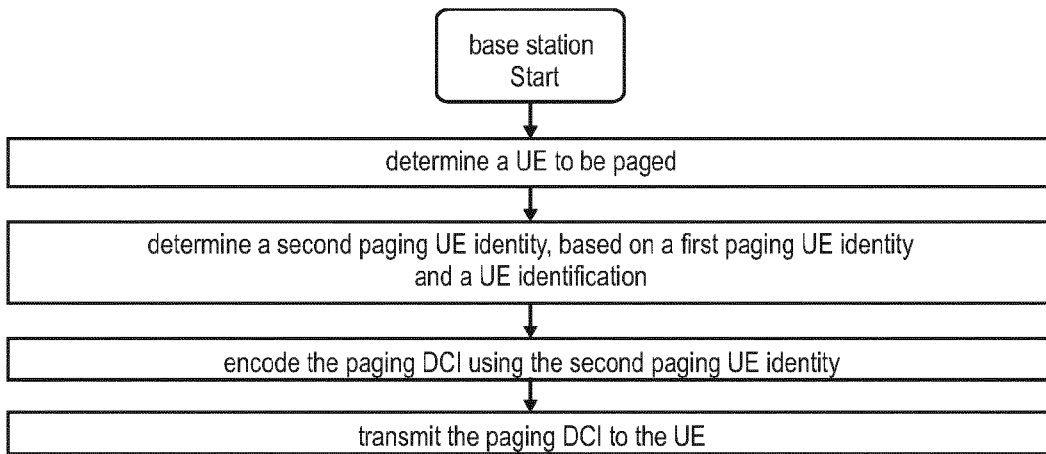 base station
Start
determine a UE to be paged
determine a second paging UE identity, based on a first paging UE identity
and a UE identification
encode the paging DCI using the second paging UE identity
transmit the paging DCI to the UE